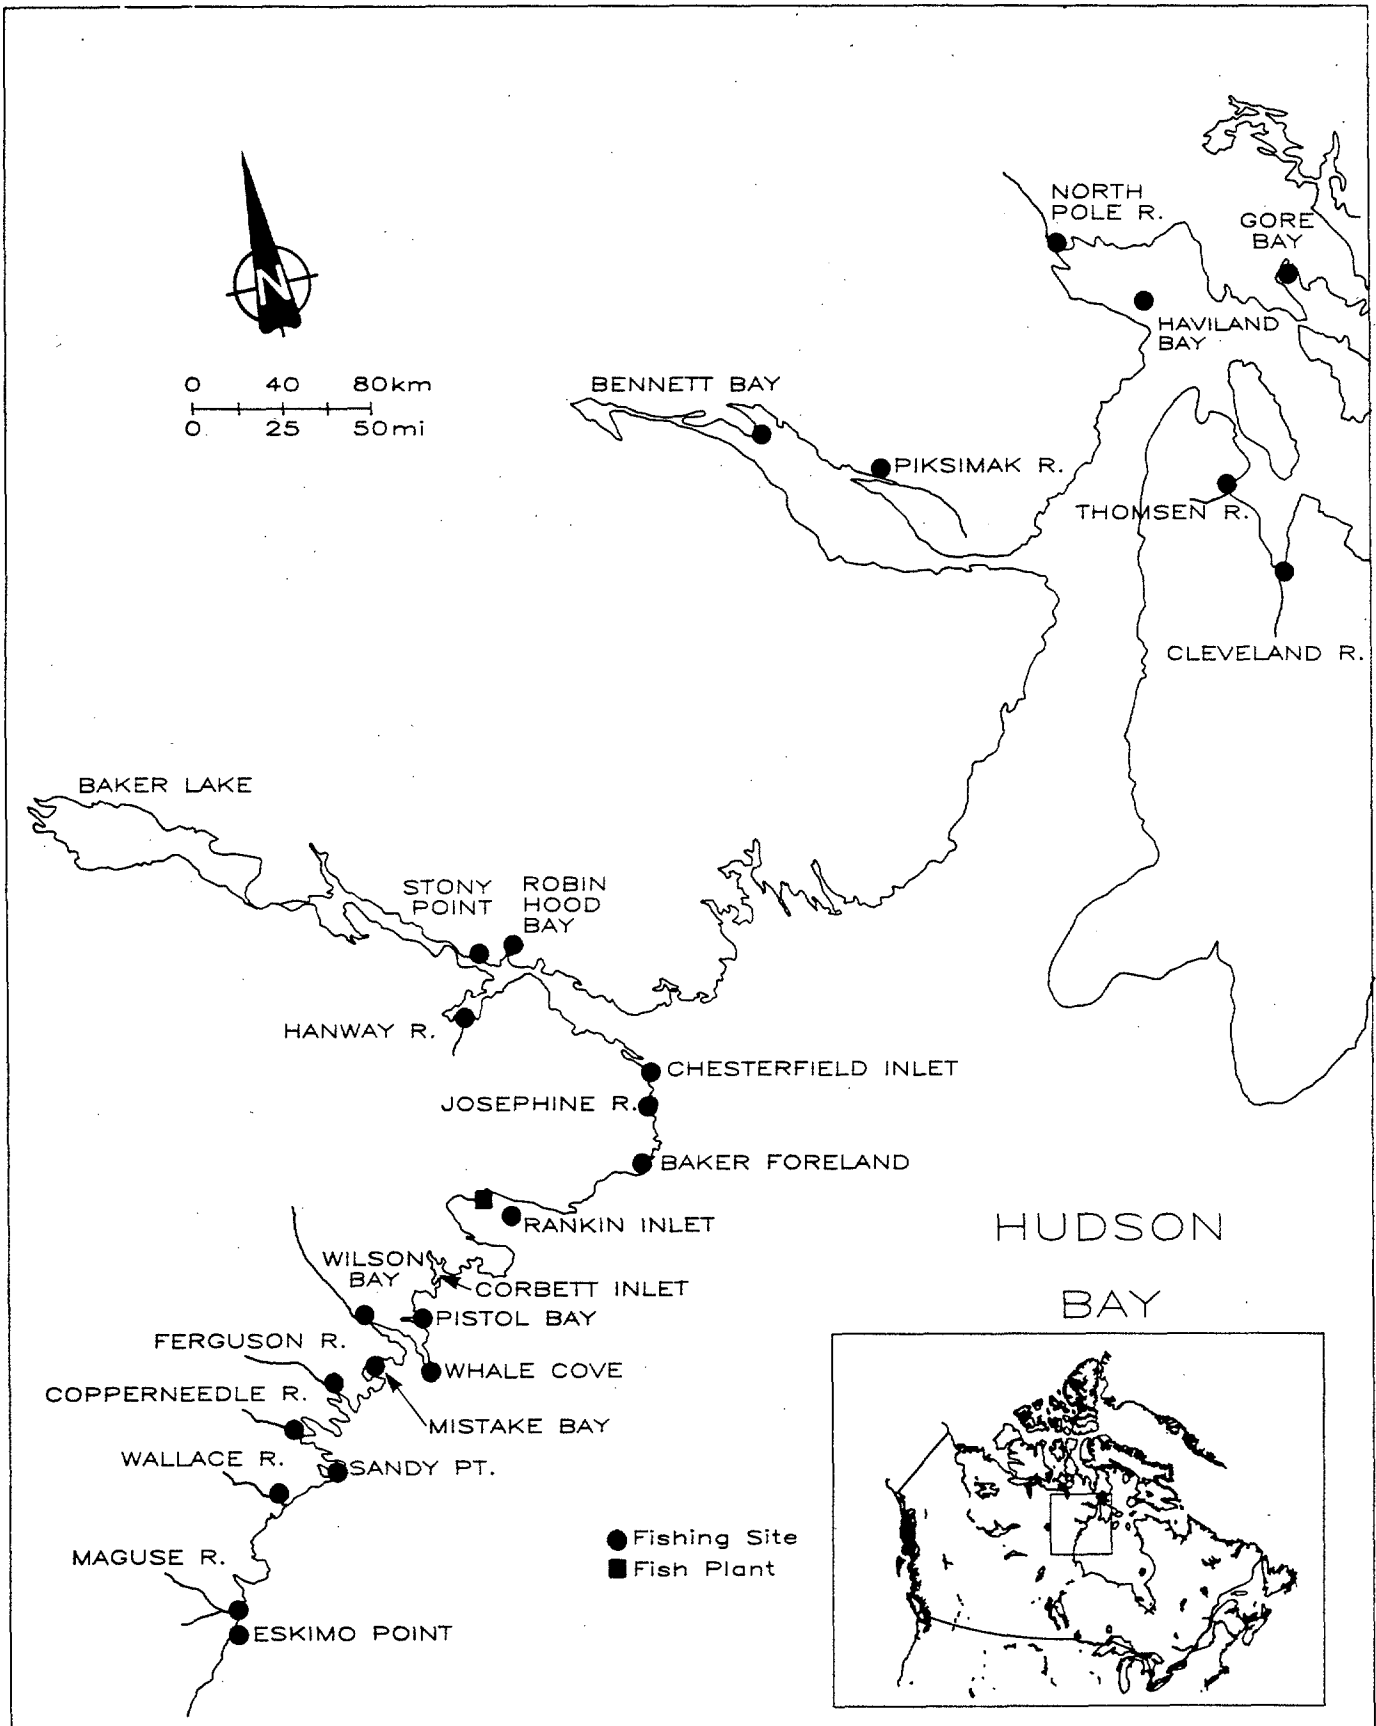 NORTH
POLE R.
GORE
BAY
N
HAVILAND
BAY
0 40 80km
0 25 50mi
BENNETT BAY
PIKSIMAK R.
THOMSEN R.
CLEVELAND R.
BAKER LAKE
STONY
POINT
ROBIN
HOOD
BAY
HANWAY R.
CHESTERFIELD INLET
JOSEPHINE R.
BAKER FORELAND
RANKIN INLET
HUDSON
BAY
WILSON
BAY
CORBETT INLET
PISTOL BAY
FERGUSON R.
WHALE COVE
COPPERNEEDLE R.
MISTAKE BAY
WALLACE R.
SANDY PT.
MAGUSE R.
ESKIMO POINT
Fishing Site
Fish Plant